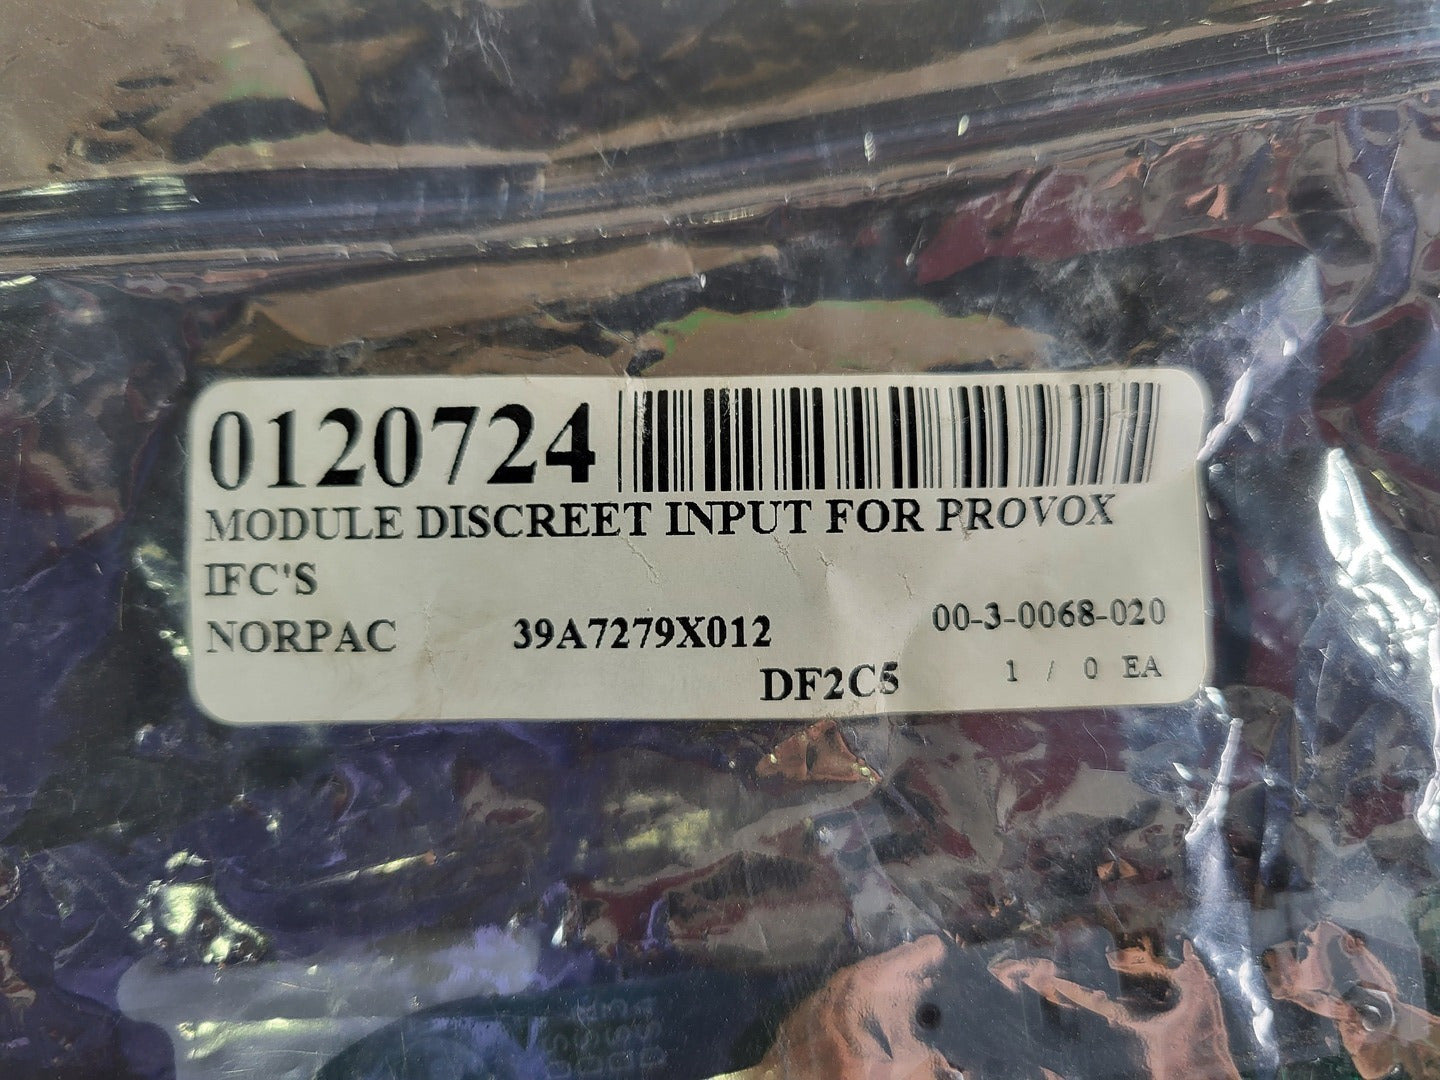 0120724
MODULE DISCREET INPUT FOR PROVOX
IFC'S
NORPAC 39A7279X012 00-3-0068-020
DF2C5 1 / 0 EA